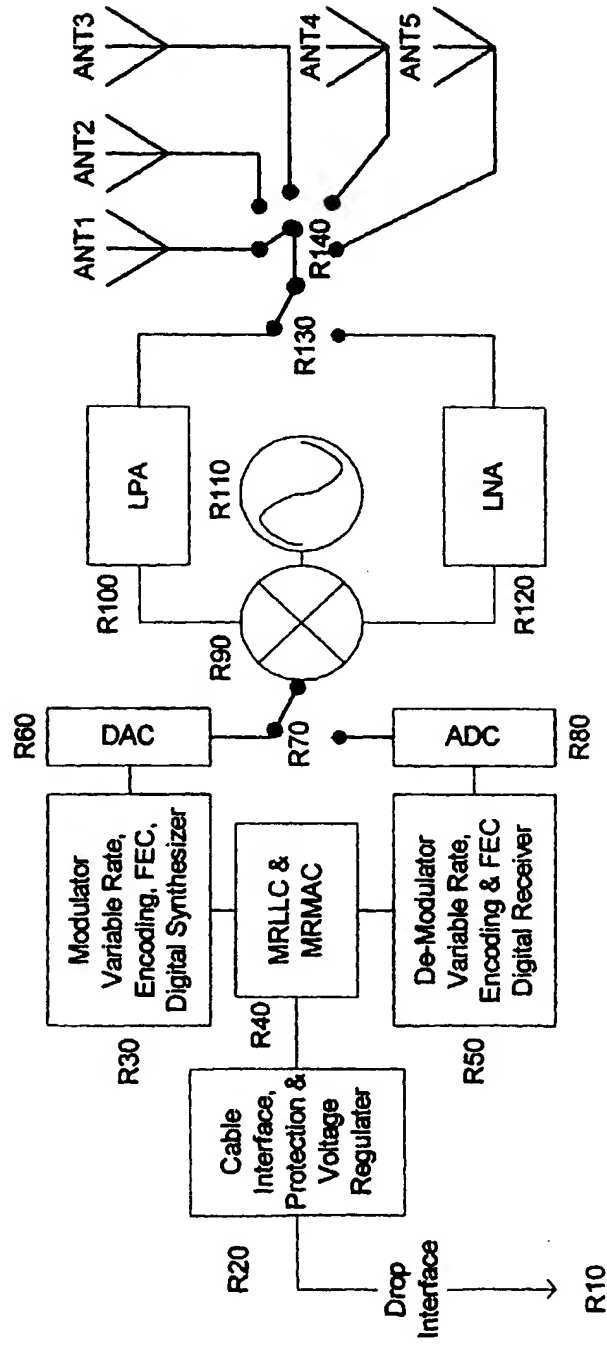 R10
Drop
Interface
R20
Cable
Interface,
Protection &
Voltage
Regulater
R30
Modulator
Variable Rate,
Encoding, FEC,
Digital Synthesizer
R40
MRLLC &
MRMAC
R50
De-Modulator
Variable Rate,
Encoding & FEC
Digital Receiver
R60
DAC
R70
ADC
R80
R90
R100
LPA
R110
LNA
R120
R130
R140
ANT1
ANT2
ANT3
ANT4
ANT5